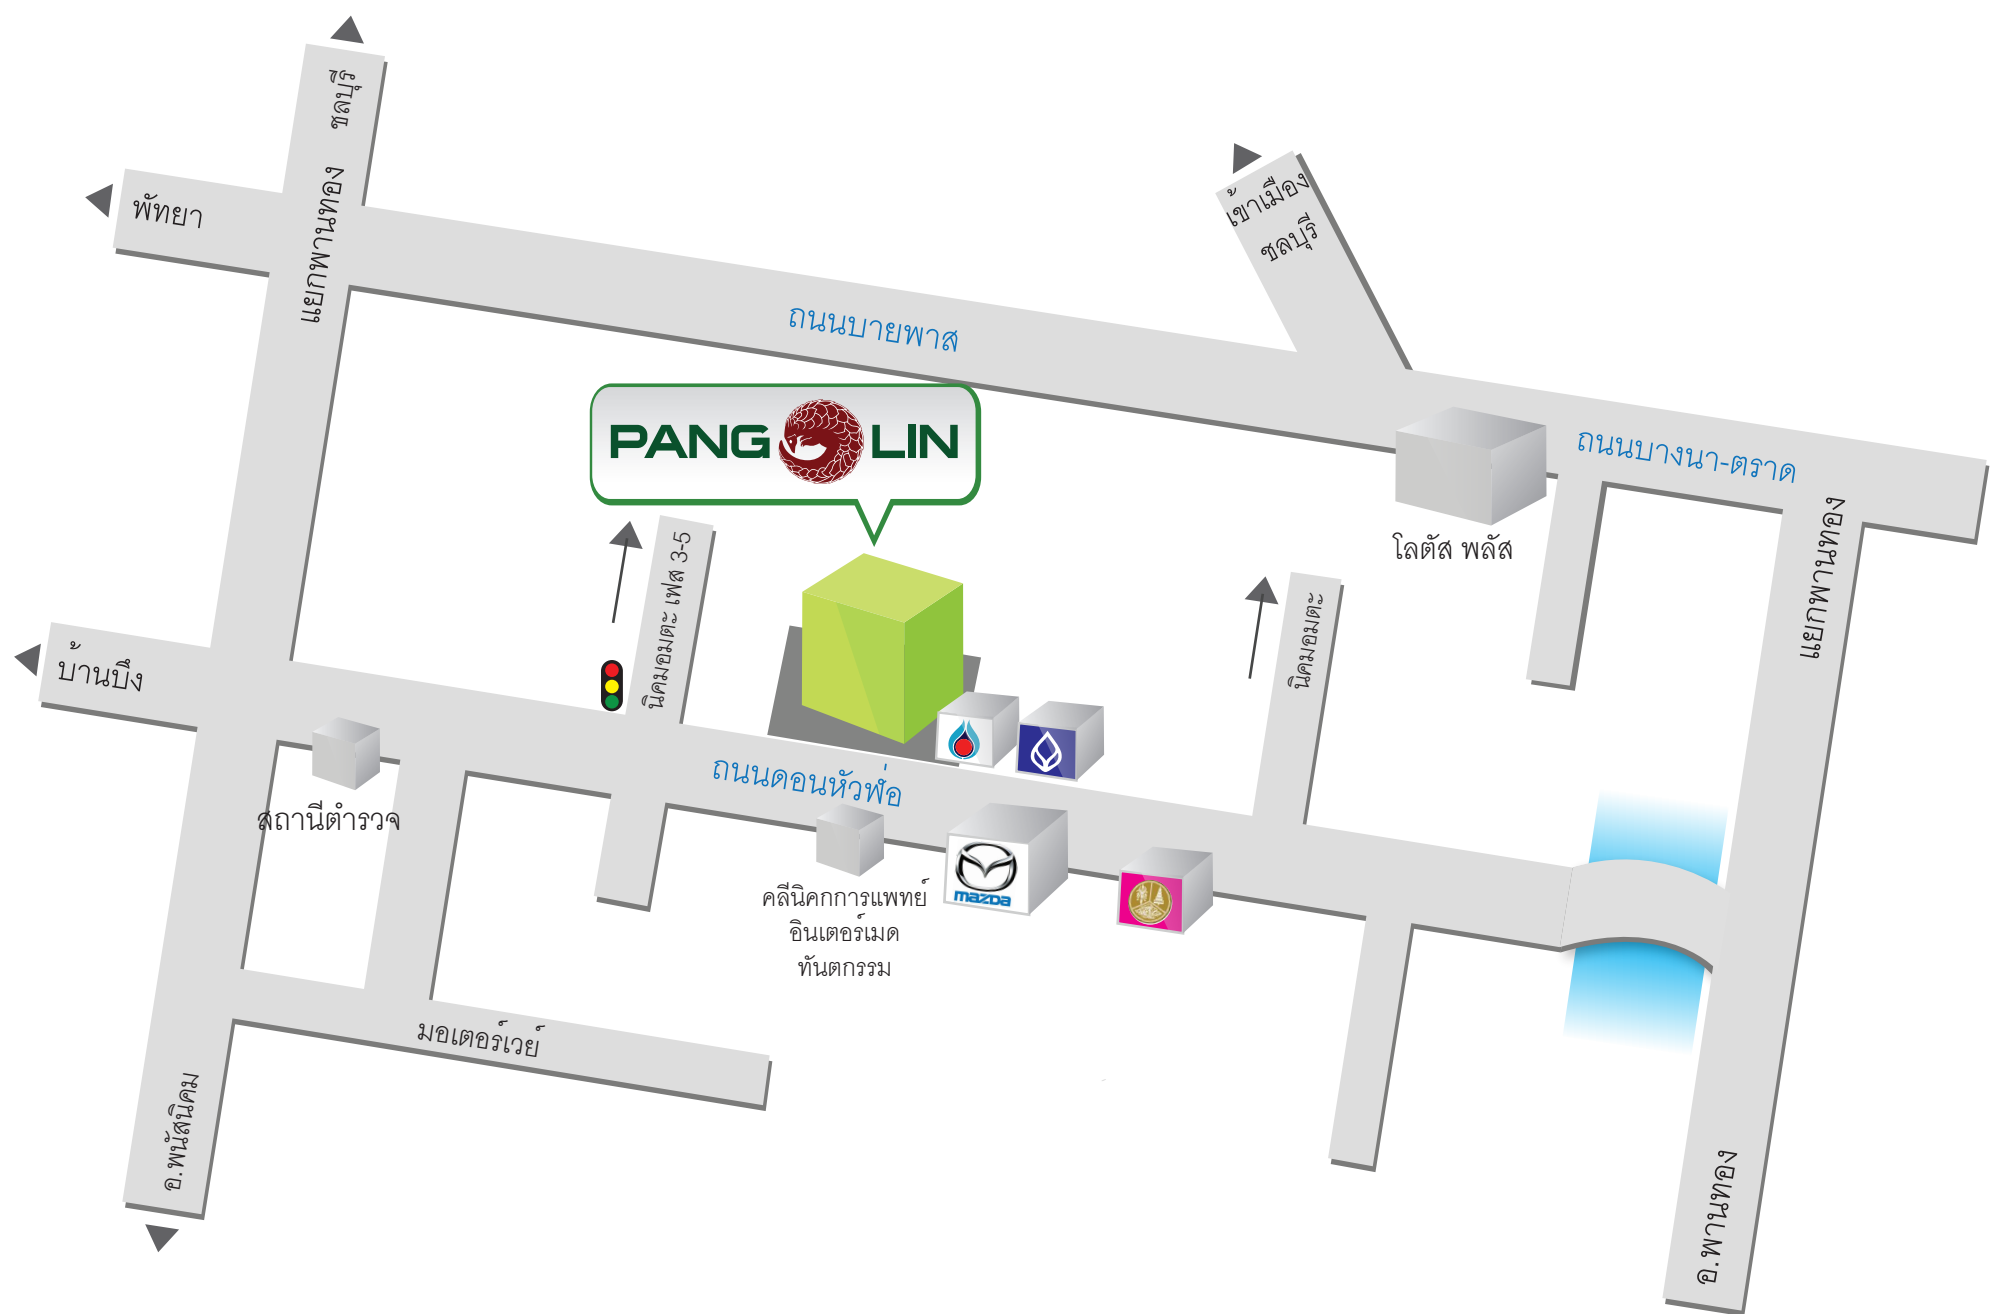 ชลบุรี
แยกพานทอง
พัทยา
เข้าเมือง
ชลบุรี
ถนนบายพาส
PANGOLIN
ถนนบางนา-ตราด
โลตัส พลัส
แยกพานทอง
นิคมอมตะ เฟส 3-5
นิคมอมตะ
บ้านบึง
สถานีตำรวจ
ถนนดอนหัวฬ่อ
คลีนิคกการแพทย์
อินเตอร์เมด
ทันตกรรม
mazda
มอเตอร์เวย์
อ.พนัสนิคม
อ.พานทอง